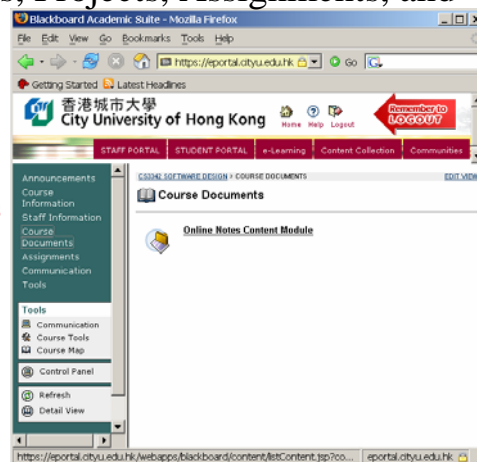 s, Projects, Assignments, and
Blackboard Academic Suite - Mozilla Firefox
File Edit View Go Bookmarks Tools Help
https://eportal.cityu.edu.hk Go
Getting Started Latest Headlines
香港城市大學
City University of Hong Kong
Home Help Logout
Remember to
LOGOUT
STAFF PORTAL STUDENT PORTAL e-Learning Content Collection Communities
Announcements
Course
Information
Staff Information
Course
Documents
Assignments
Communication
Tools
CS3342 SOFTWARE DESIGN > COURSE DOCUMENTS EDIT VIEW
Course Documents
Online Notes Content Module
Tools
Communication
Course Tools
Course Map
Control Panel
Refresh
Detail View
https://eportal.cityu.edu.hk/webapps/blackboard/content/listContent.jsp?co... eportal.cityu.edu.hk